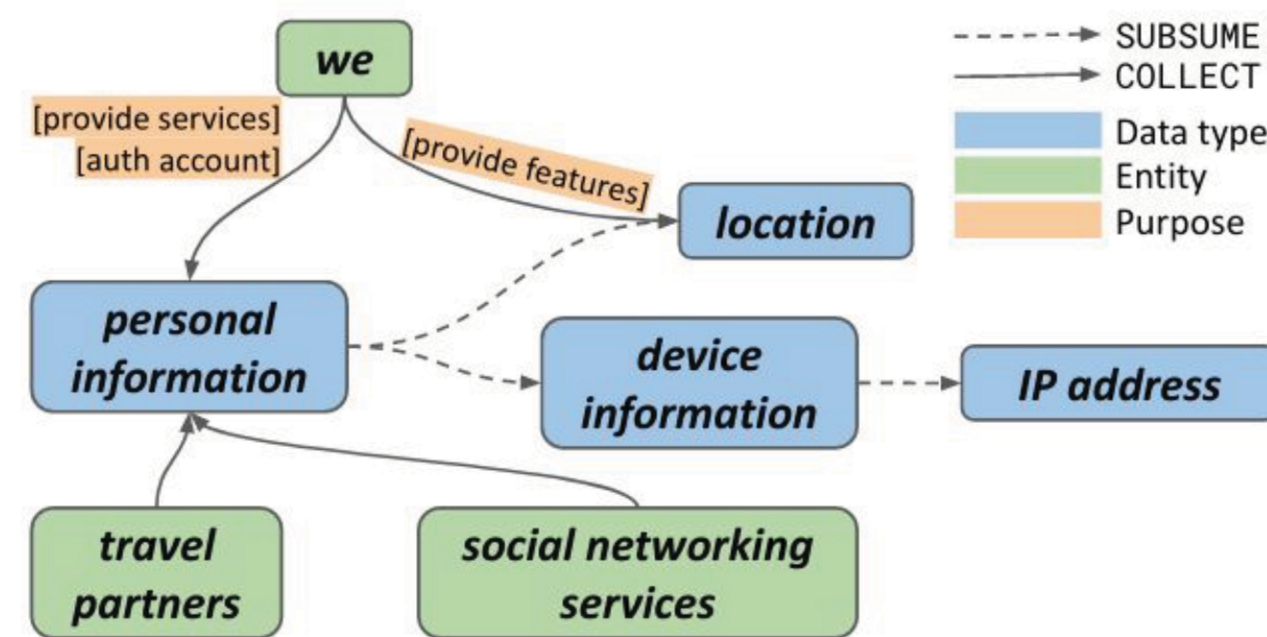 we
[provide services]
[auth account]
[provide features]
SUBSUME
COLLECT
Data type
Entity
Purpose
location
personal
information
device
information
IP address
travel
partners
social networking
services